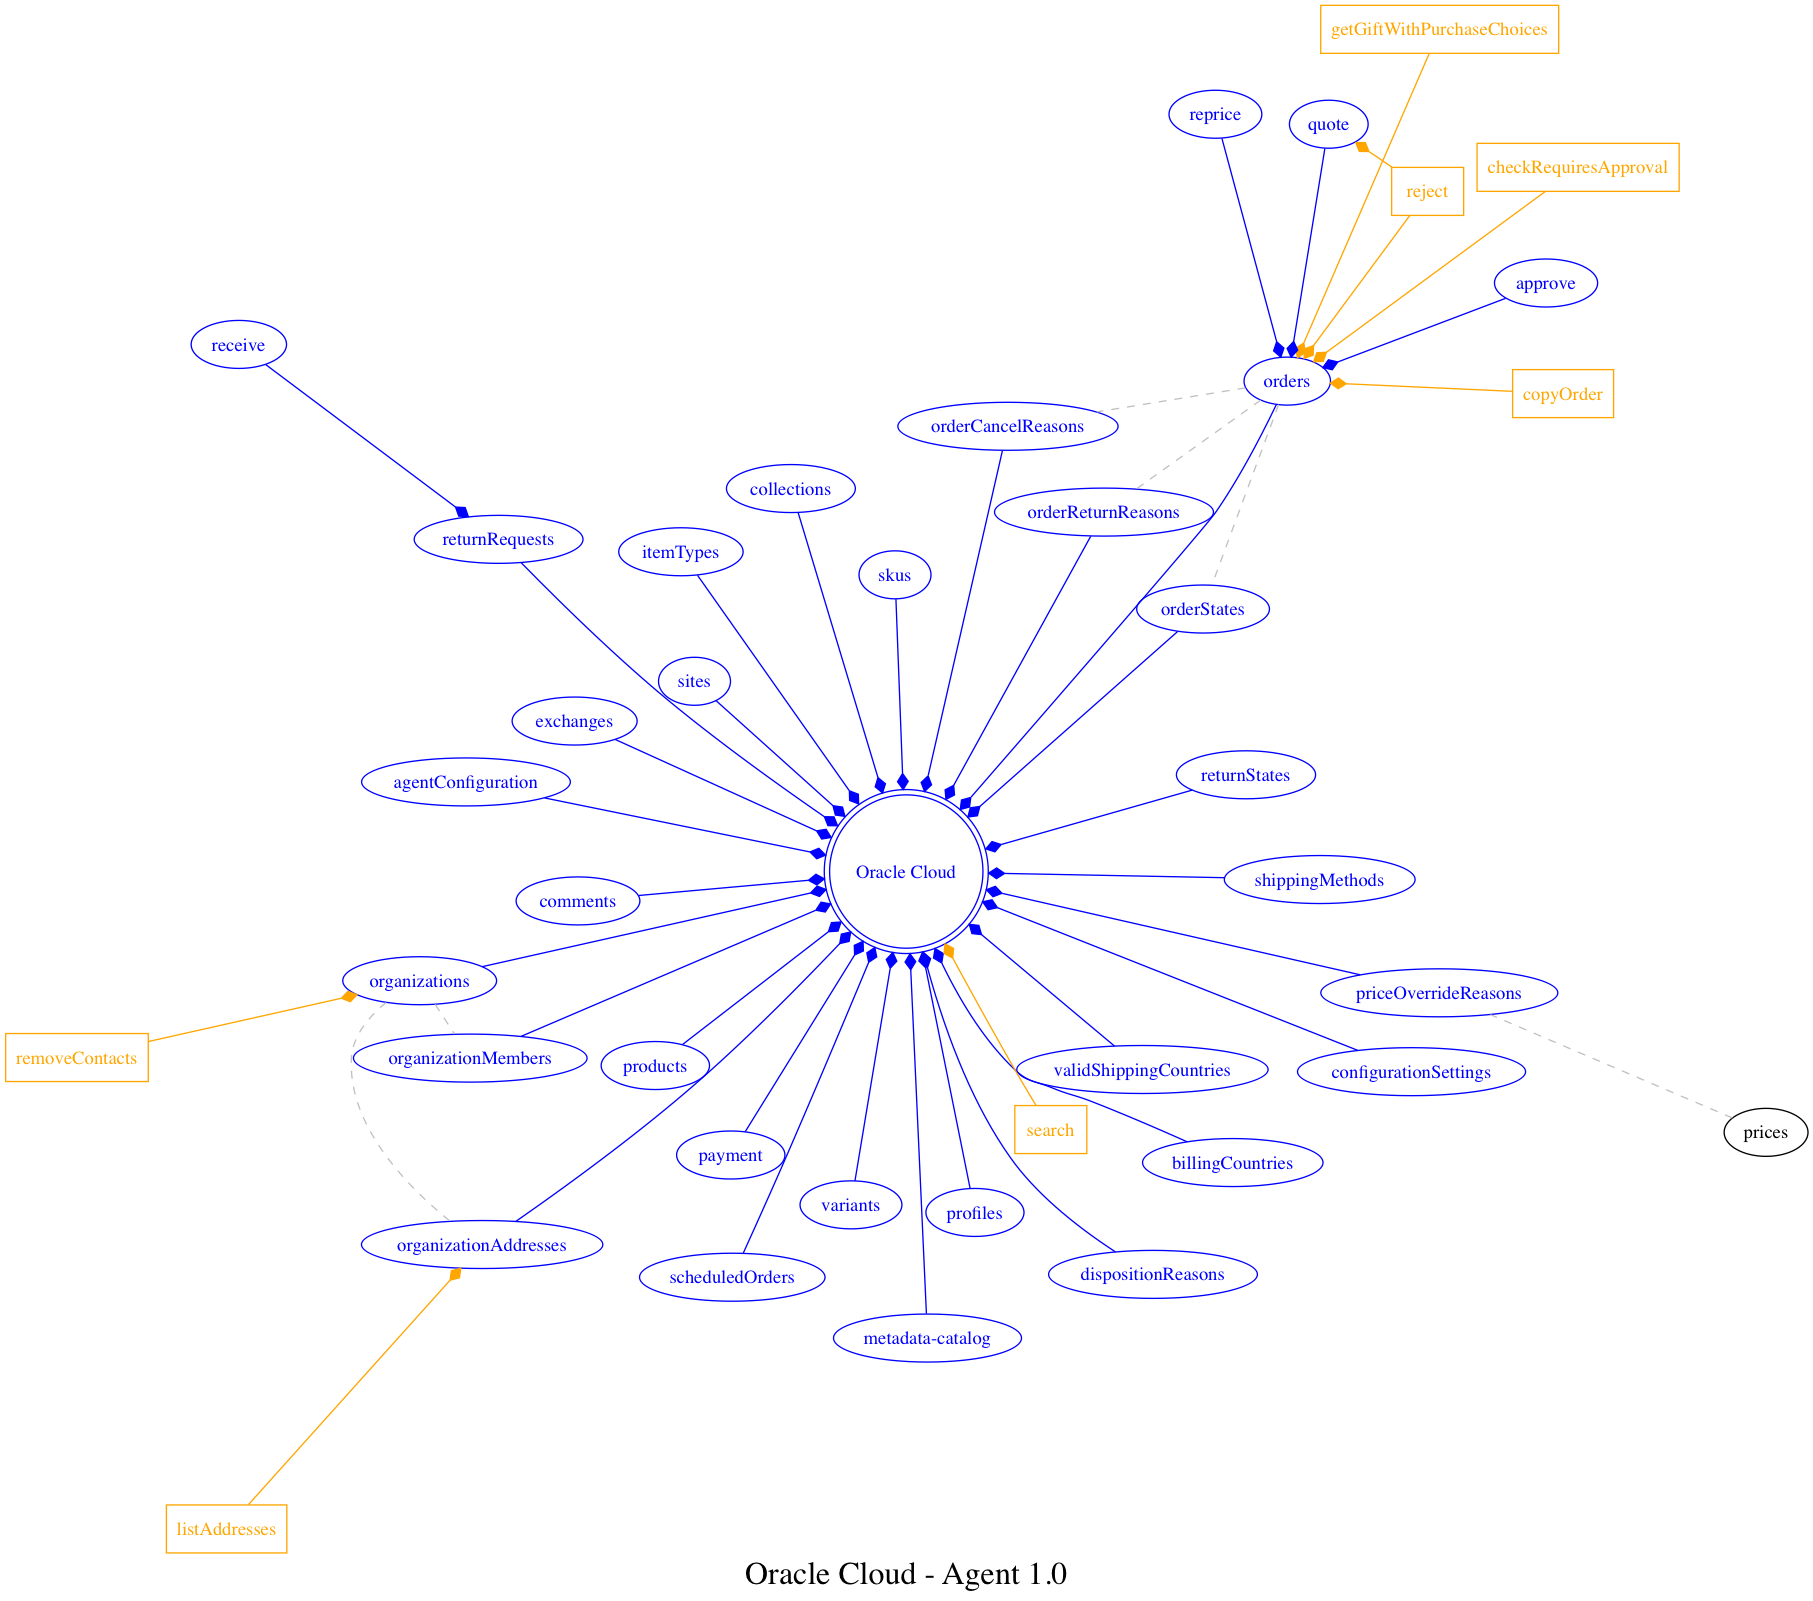 getGiftWithPurchaseChoices
reprice
quote
checkRequiresApproval
reject
approve
receive
orders
copyOrder
orderCancelReasons
collections
orderReturnReasons
returnRequests
itemTypes
skus
orderStates
sites
exchanges
agentConfiguration
returnStates
Oracle Cloud
shippingMethods
comments
organizations
priceOverrideReasons
removeContacts
organizationMembers
products
validShippingCountries
configurationSettings
search
prices
payment
billingCountries
variants
profiles
organizationAddresses
scheduledOrders
dispositionReasons
metadata-catalog
listAddresses
Oracle Cloud - Agent 1.0